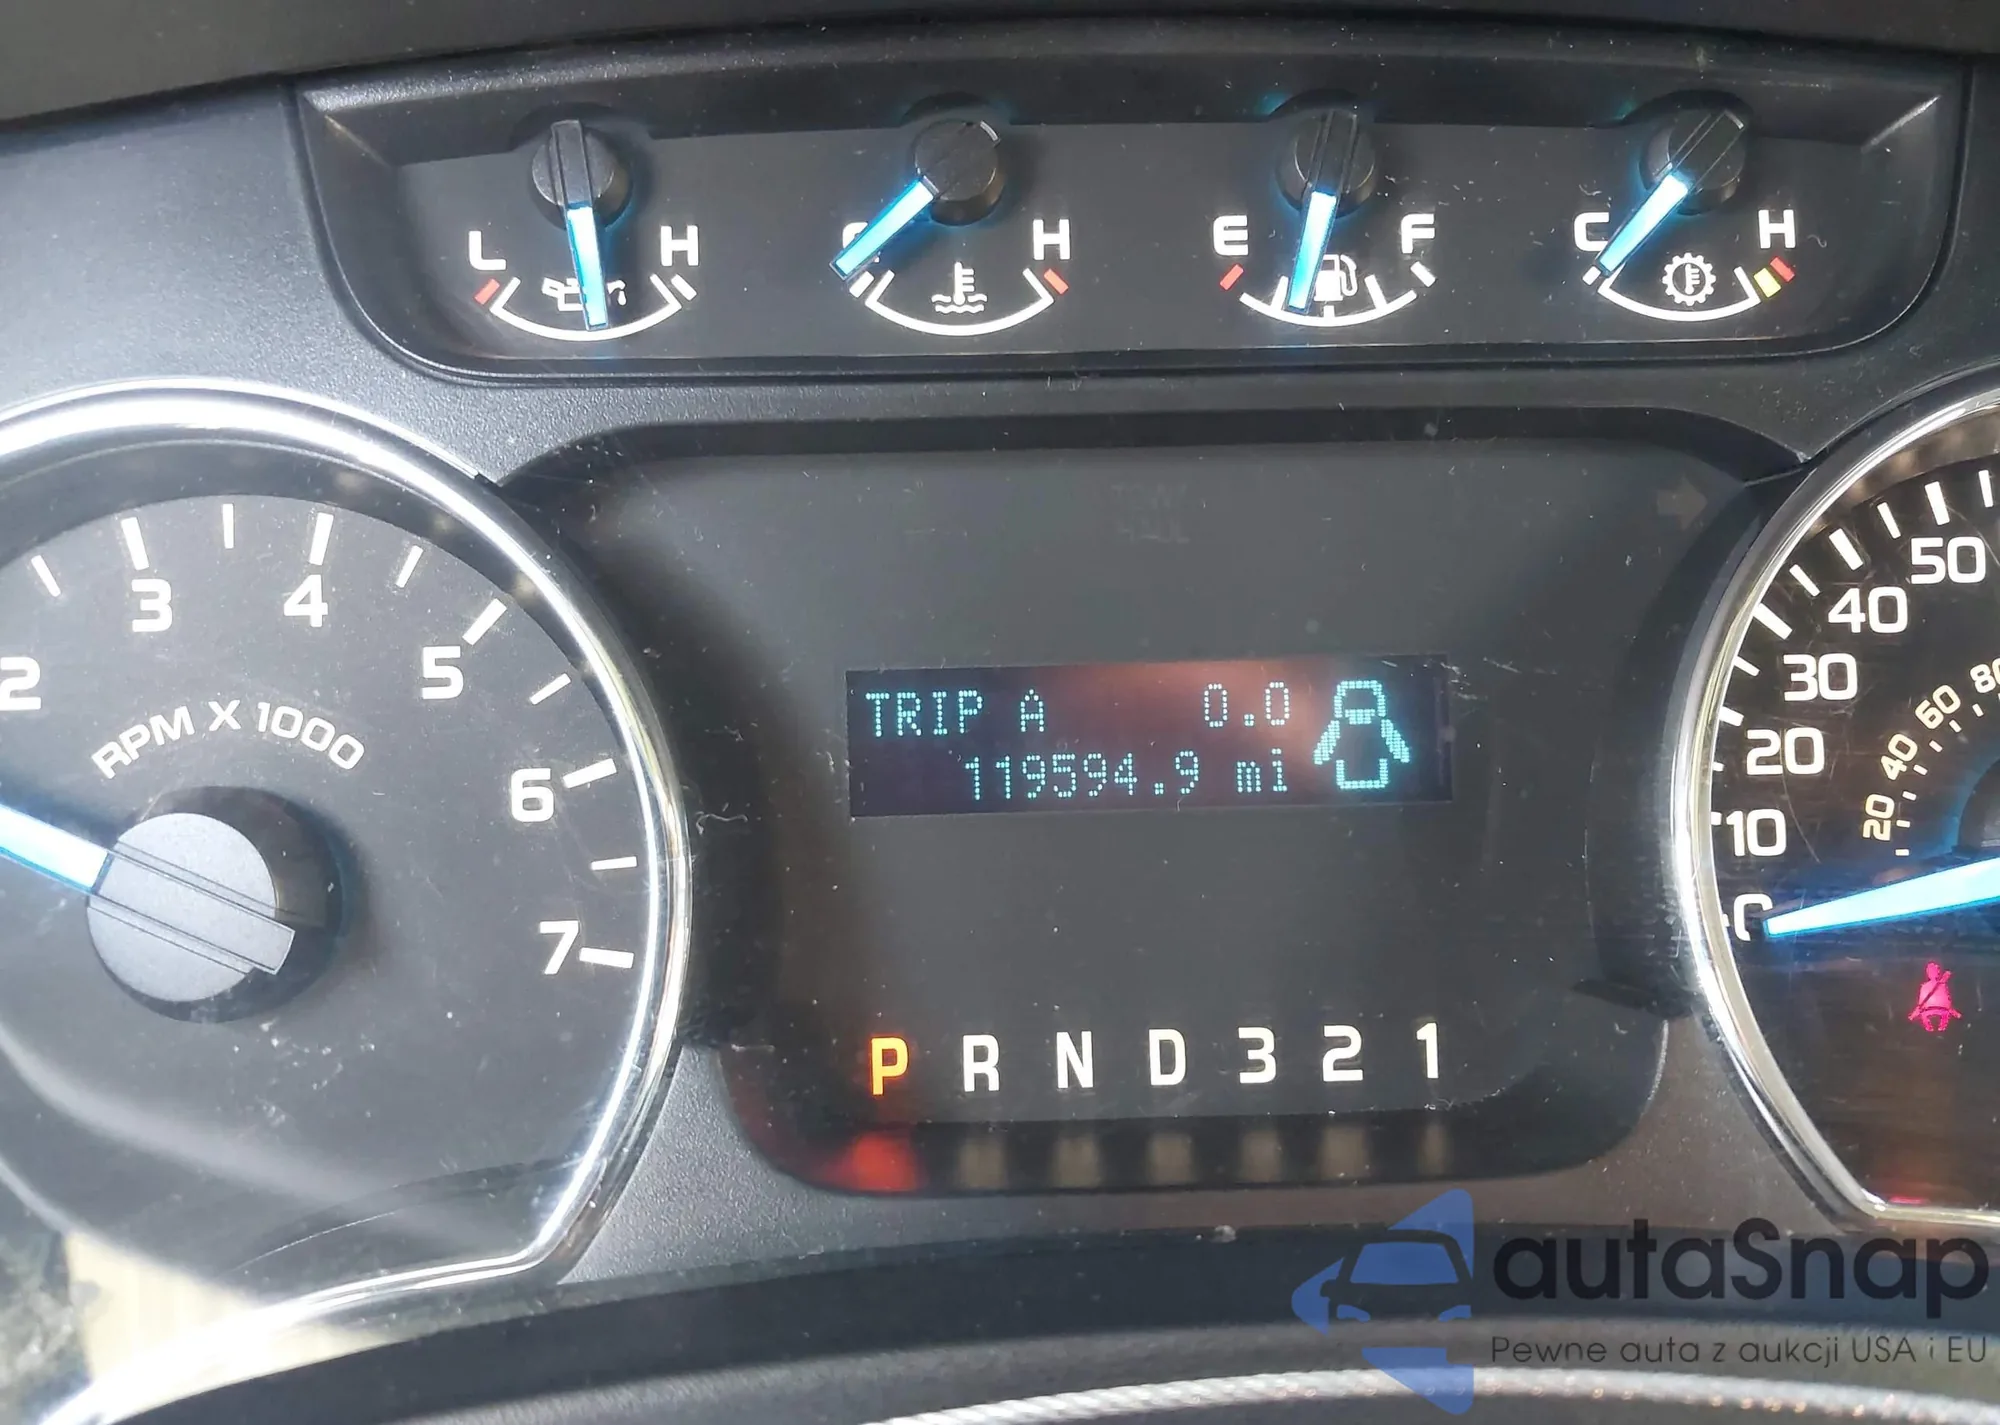 L H
C H
E F
C H
2 3 4 5 6 7
RPM X 1000
TRIP A 0.0
119594.9 mi
0 10 20 30 40 50
20 40 60 80
P R N D 3 2 1
autaSnap
Pewne auta z aukcji USA i EU